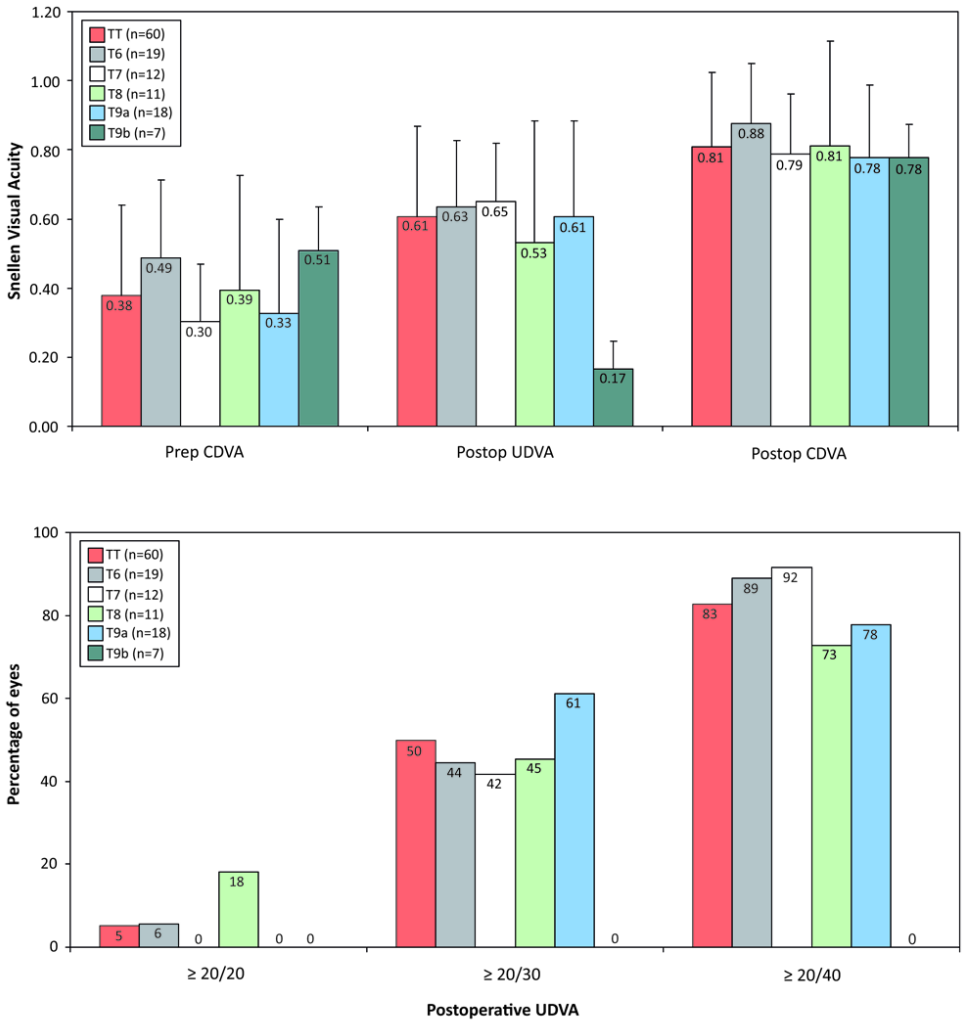 1.20
1.00
0.80
0.60
0.40
0.20
0.00
Snellen Visual Acuity
TT (n=60)
T6 (n=19)
T7 (n=12)
T8 (n=11)
T9a (n=18)
T9b (n=7)
0.38
0.49
0.30
0.39
0.33
0.51
0.61
0.63
0.65
0.53
0.61
0.17
0.81
0.88
0.79
0.81
0.78
0.78
Prep CDVA
Postop UDVA
Postop CDVA
100
80
60
40
20
0
Percentage of eyes
TT (n=60)
T6 (n=19)
T7 (n=12)
T8 (n=11)
T9a (n=18)
T9b (n=7)
5
6
0
18
0
0
50
44
42
45
61
0
83
89
92
73
78
0
≥ 20/20
≥ 20/30
≥ 20/40
Postoperative UDVA